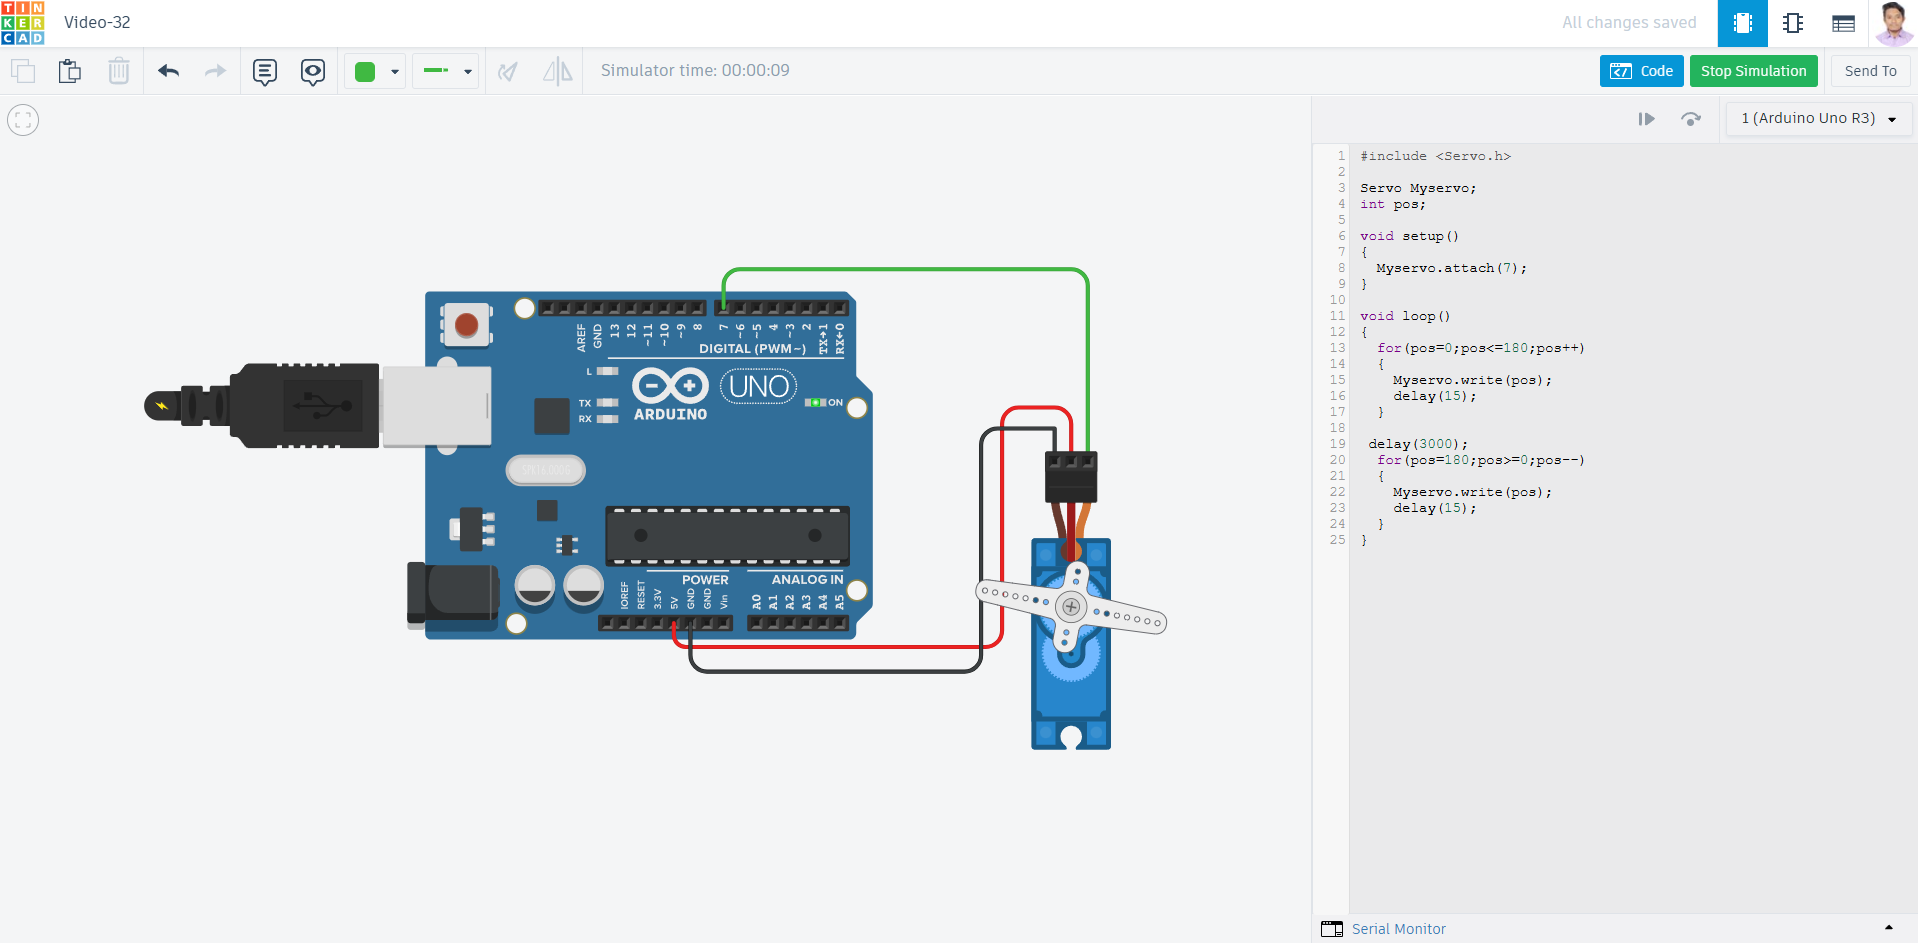 TIN
KER
CAD
Video-32
All changes saved
Simulator time: 00:00:09
Code
Stop Simulation
Send To
1 (Arduino Uno R3)
AREF
GND
13
12
~11
~10
~9
8
7
~6
~5
4
~3
2
TX→1
RX←0
DIGITAL (PWM~)
L
TX
RX
ARDUINO
UNO
ON
POWER
ANALOG IN
IOREF
RESET
3.3V
5V
GND
GND
Vin
A0
A1
A2
A3
A4
A5
1 #include <Servo.h>
2
3 Servo Myservo;
4 int pos;
5
6 void setup()
7 {
8 Myservo.attach(7);
9 }
10
11 void loop()
12 {
13 for(pos=0;pos<=180;pos++)
14 {
15 Myservo.write(pos);
16 delay(15);
17 }
18
19 delay(3000);
20 for(pos=180;pos>=0;pos--)
21 {
22 Myservo.write(pos);
23 delay(15);
24 }
25 }
Serial Monitor